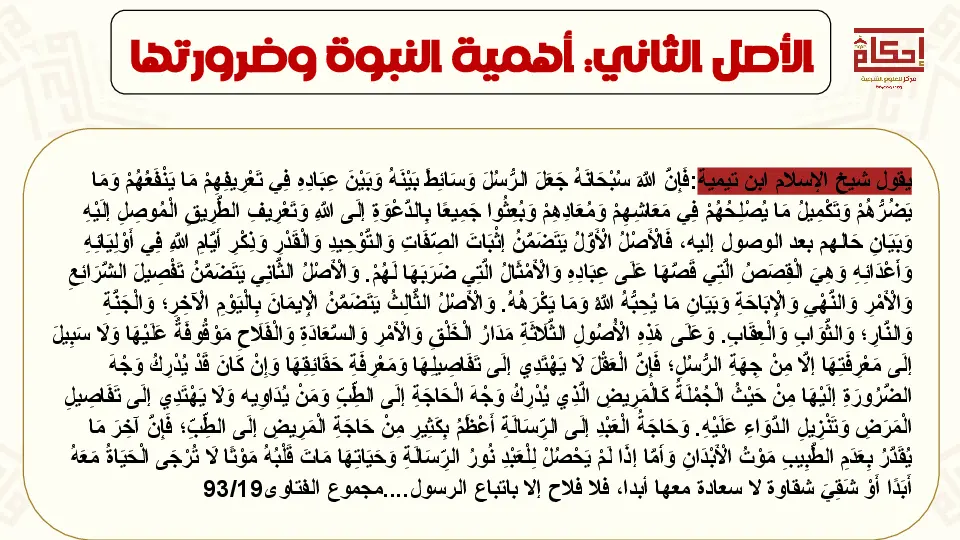 الأصل الثاني: أهمية النبوة وضرورتها
إحكام
مركز للعلوم الشرعية
يقول شيخ الإسلام ابن تيمية:فَإِنَّ اللَّهَ سُبْحَانَهُ جَعَلَ الرُّسُلَ وَسَائِطَ بَيْنَهُ وَبَيْنَ عِبَادِهِ فِي تَعْرِيفِهِمْ مَا يَنْفَعُهُمْ وَمَا
يَضُرُّهُمْ وَتَكْمِيلُ مَا يُصْلِحُهُمْ فِي مَعَاشِهِمْ وَمُعَادِهِمْ وَبُعِثُوا جَمِيعًا بِالدَّعْوَةِ إلَى اللَّهِ وَتَعْرِيفِ الطَّرِيقِ الْمُوصِلِ إلَيْهِ
وَبَيَانِ حَالِهم بعد الوصول إليه، فَالْأَصْلُ الْأَوَّلُ يَتَضَمَّنُ إثْبَاتَ الصِّفَاتِ وَالتَّوْحِيدِ وَالْقَدْرِ وَذِكْرِ أَيَّامِ اللَّهِ فِي أَوْلِيَائِهِ
وَأَعْدَائِهِ وَهِيَ الْقِصَصُ الَّتِي قَصَّهَا عَلَى عِبَادِهِ وَالْأَمْثَالُ الَّتِي ضَرَبَهَا لَهُمْ. وَالْأَصْلُ الثَّانِي يَتَضَمَّنُ تَفْصِيلَ الشَّرَائِعِ
وَالْأَمْرِ وَالنَّهْيِ وَالْإِبَاحَةِ وَبَيَانِ مَا يُحِبُّهُ اللَّهُ وَمَا يَكْرَهُهُ. وَالْأَصْلُ الثَّالِثُ يَتَضَمَّنُ الْإِيمَانَ بِالْيَوْمِ الْآخِرِ؛ وَالْجَنَّةِ
وَالنَّارِ؛ وَالثَّوَابِ وَالْعِقَابِ. وَعَلَى هَذِهِ الْأُصُولِ الثَّلَاثَةِ مَدَارُ الْخَلْقِ وَالْأَمْرِ وَالسَّعَادَةِ وَالْفَلَاحِ مَوْقُوفَةٌ عَلَيْهَا وَلَا سَبِيلَ
إلَى مَعْرِفَتِهَا إلَّا مِنْ جِهَةِ الرُّسُلِ؛ فَإِنَّ الْعَقْلَ لَا يَهْتَدِي إلَى تَفَاصِيلِهَا وَمَعْرِفَةِ حَقَائِقِهَا وَإِنْ كَانَ قَدْ يُدْرِكُ وَجْهَ
الضَّرُورَةِ إلَيْهَا مِنْ حَيْثُ الْجُمْلَةُ كَالْمَرِيضِ الَّذِي يُدْرِكُ وَجْهَ الْحَاجَةِ إلَى الطِّبِّ وَمَنْ يُدَاوِيه وَلَا يَهْتَدِي إلَى تَفَاصِيلِ
الْمَرَضِ وَتَنْزِيلِ الدَّوَاءِ عَلَيْهِ. وَحَاجَةُ الْعَبْدِ إلَى الرِّسَالَةِ أَعْظَمُ بِكَثِيرِ مِنْ حَاجَةِ الْمَرِيضِ إلَى الطِّبِّ؛ فَإِنَّ آخِرَ مَا
يُقَدَّرُ بِعَدَمِ الطَّبِيبِ مَوْتُ الْأَبْدَانِ وَأَمَّا إذَا لَمْ يَحْصُلْ لِلْعَبْدِ نُورُ الرِّسَالَةِ وَحَيَاتِهَا مَاتَ قَلْبُهُ مَوْتًا لَا تُرْجَى الْحَيَاةُ مَعَهُ
أَبَدًا أَوْ شَقِيَ شقاوة لا سعادة معها أبدا، فلا فلاح إلا باتباع الرسول....مجموع الفتاوى93/19